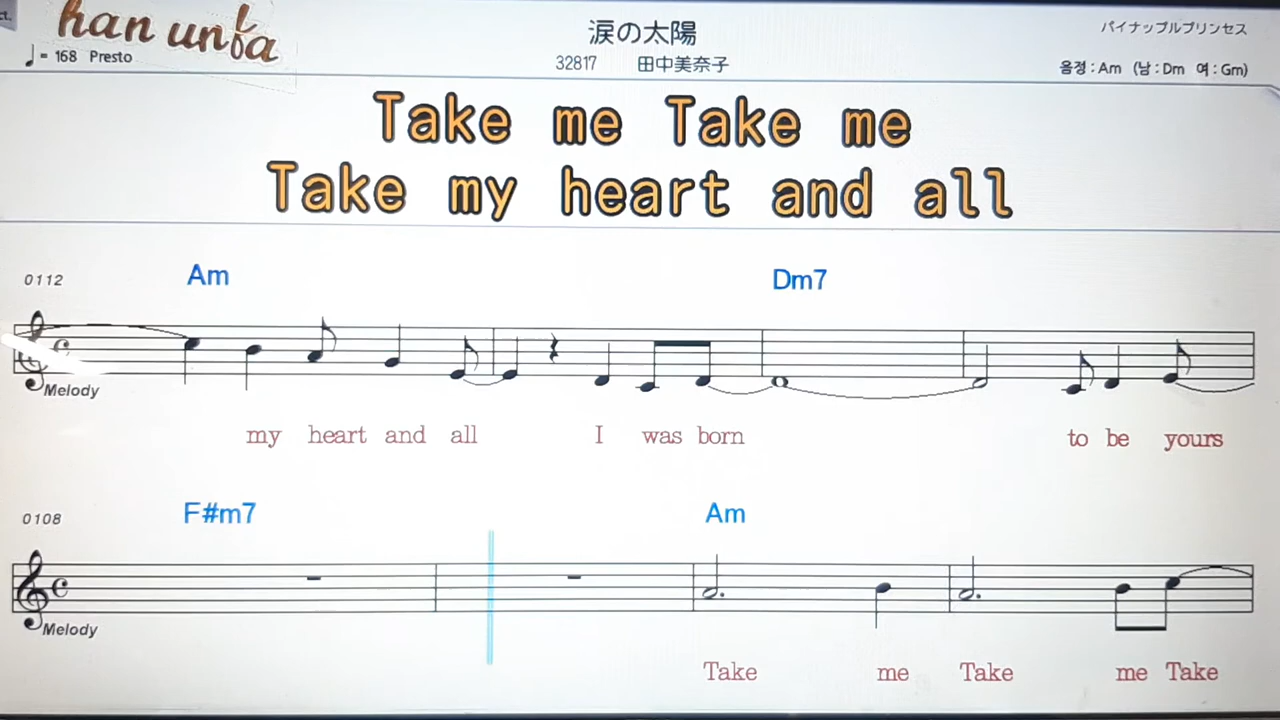 ct.
han unfa
涙の太陽
パイナップルプリンセス
♩= 168 Presto
32817 田中美奈子
음정 : Am (남 : Dm 여 : Gm)
Take me Take me
Take my heart and all
0112 Am Dm7
Melody
my heart and all I was born to be yours
0108 F#m7 Am
Melody
Take me Take me Take